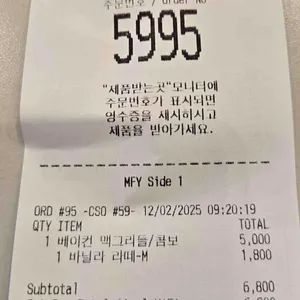 주문번호 / Order No
5995
"제품받는곳"모니터에
주문번호가 표시되면
영수증을 제시하시고
제품을 받아가세요.
MFY Side 1
ORD #95 -CSO #59- 12/02/2025 09:20:19
QTY ITEM TOTAL
1 베이컨 맥그리들/콤보 5,000
1 바닐라 라떼-M 1,800
Subtotal 6,800